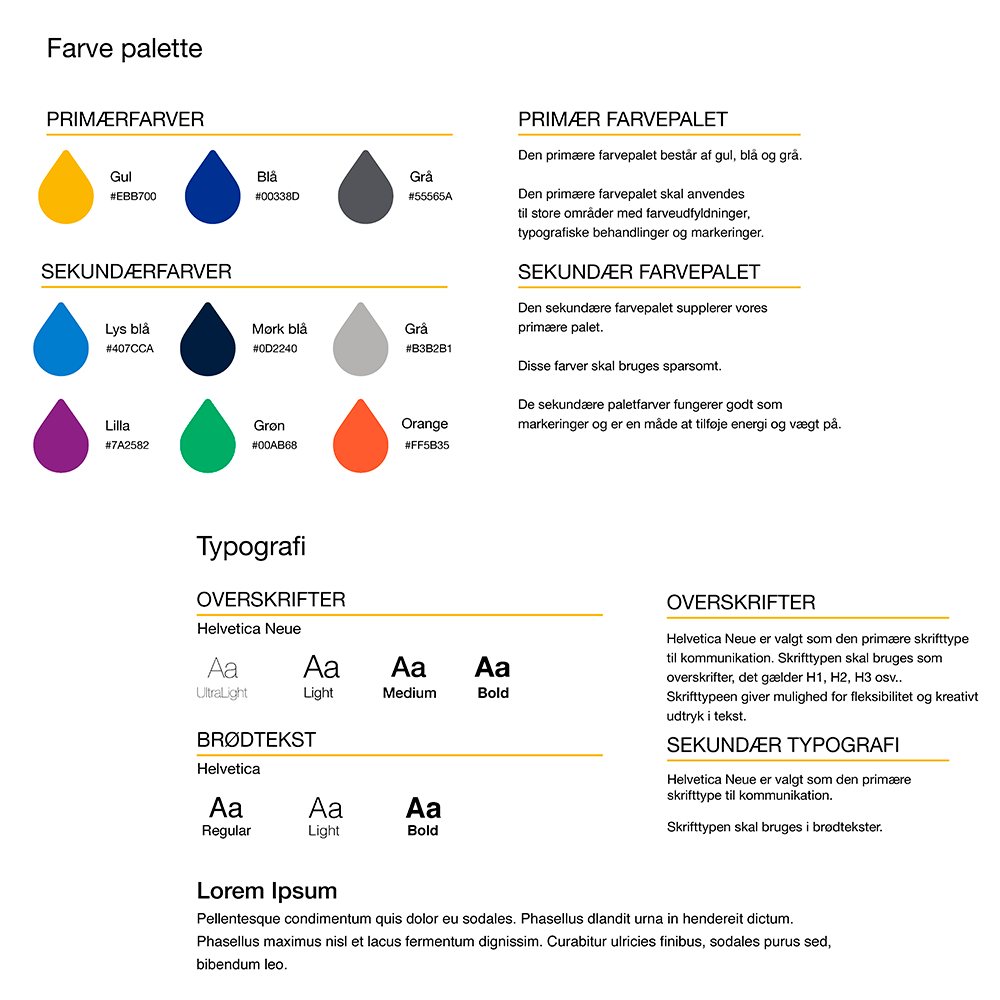 Farve palette
PRIMÆRFARVER
Gul
#EBB700
Blå
#00338D
Grå
#55565A
PRIMÆR FARVEPALET
Den primære farvepalet består af gul, blå og grå.
Den primære farvepalet skal anvendes
til store områder med farveudfyldninger,
typografiske behandlinger og markeringer.
SEKUNDÆRFARVER
Lys blå
#407CCA
Mørk blå
#0D2240
Grå
#B3B2B1
Lilla
#7A2582
Grøn
#00AB68
Orange
#FF5B35
SEKUNDÆR FARVEPALET
Den sekundære farvepalet supplerer vores
primære palet.
Disse farver skal bruges sparsomt.
De sekundære paletfarver fungerer godt som
markeringer og er en måde at tilføje energi og vægt på.
Typografi
OVERSKRIFTER
Helvetica Neue
Aa
UltraLight
Aa
Light
Aa
Medium
Aa
Bold
OVERSKRIFTER
Helvetica Neue er valgt som den primære skrifttype
til kommunikation. Skrifttypen skal bruges som
overskrifter, det gælder H1, H2, H3 osv..
Skrifttypeen giver mulighed for fleksibilitet og kreativt
udtryk i tekst.
BRØDTEKST
Helvetica
Aa
Regular
Aa
Light
Aa
Bold
SEKUNDÆR TYPOGRAFI
Helvetica Neue er valgt som den primære
skrifttype til kommunikation.
Skrifttypen skal bruges i brødtekster.
Lorem Ipsum
Pellentesque condimentum quis dolor eu sodales. Phasellus dlandit urna in hendereit dictum.
Phasellus maximus nisl et lacus fermentum dignissim. Curabitur ulricies finibus, sodales purus sed,
bibendum leo.